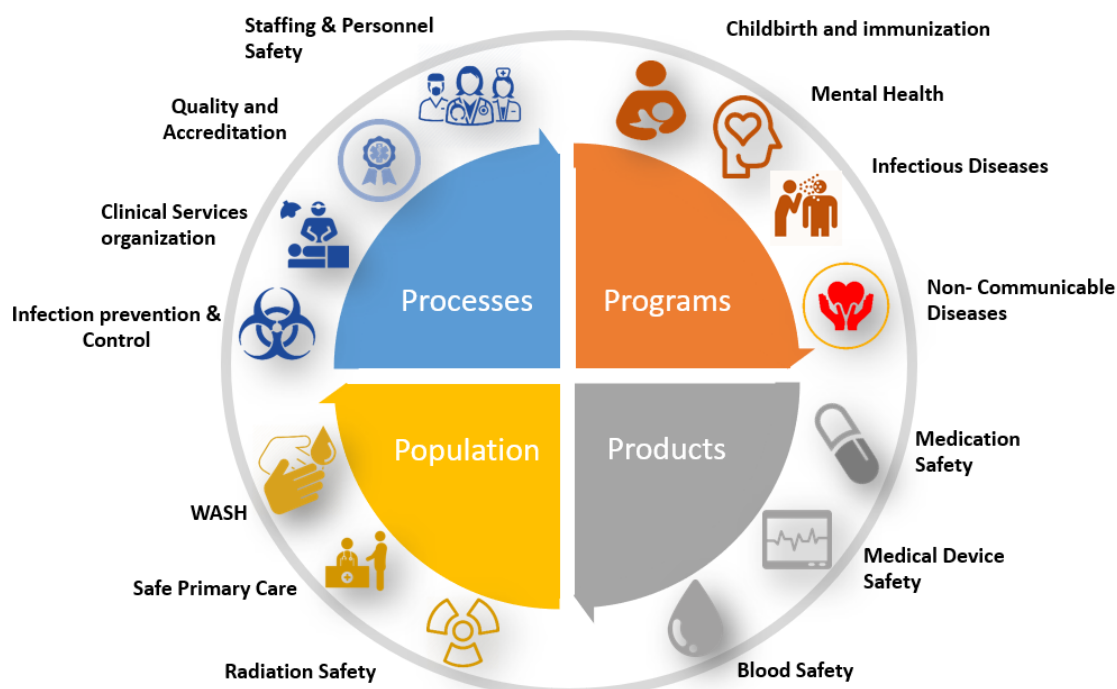 Staffing & Personnel
Safety
Childbirth and immunization
Quality and
Accreditation
Mental Health
Infectious Diseases
Clinical Services
organization
Processes
Programs
Non- Communicable
Diseases
Infection prevention &
Control
Population
Products
Medication
Safety
WASH
Medical Device
Safety
Safe Primary Care
Radiation Safety
Blood Safety